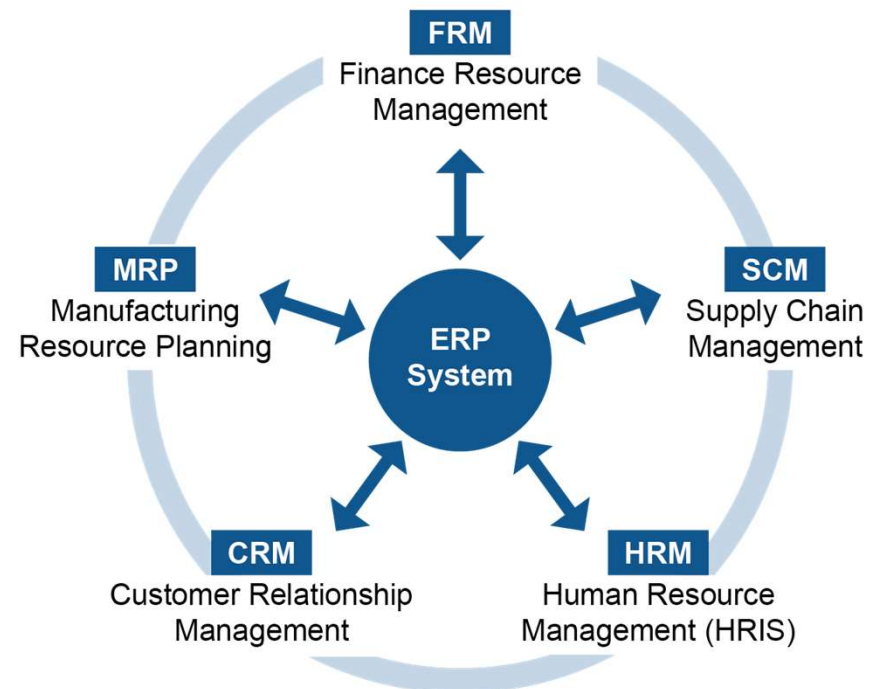 FRM
Finance Resource
Management
MRP
Manufacturing
Resource Planning
SCM
Supply Chain
Management
ERP
System
CRM
Customer Relationship
Management
HRM
Human Resource
Management (HRIS)